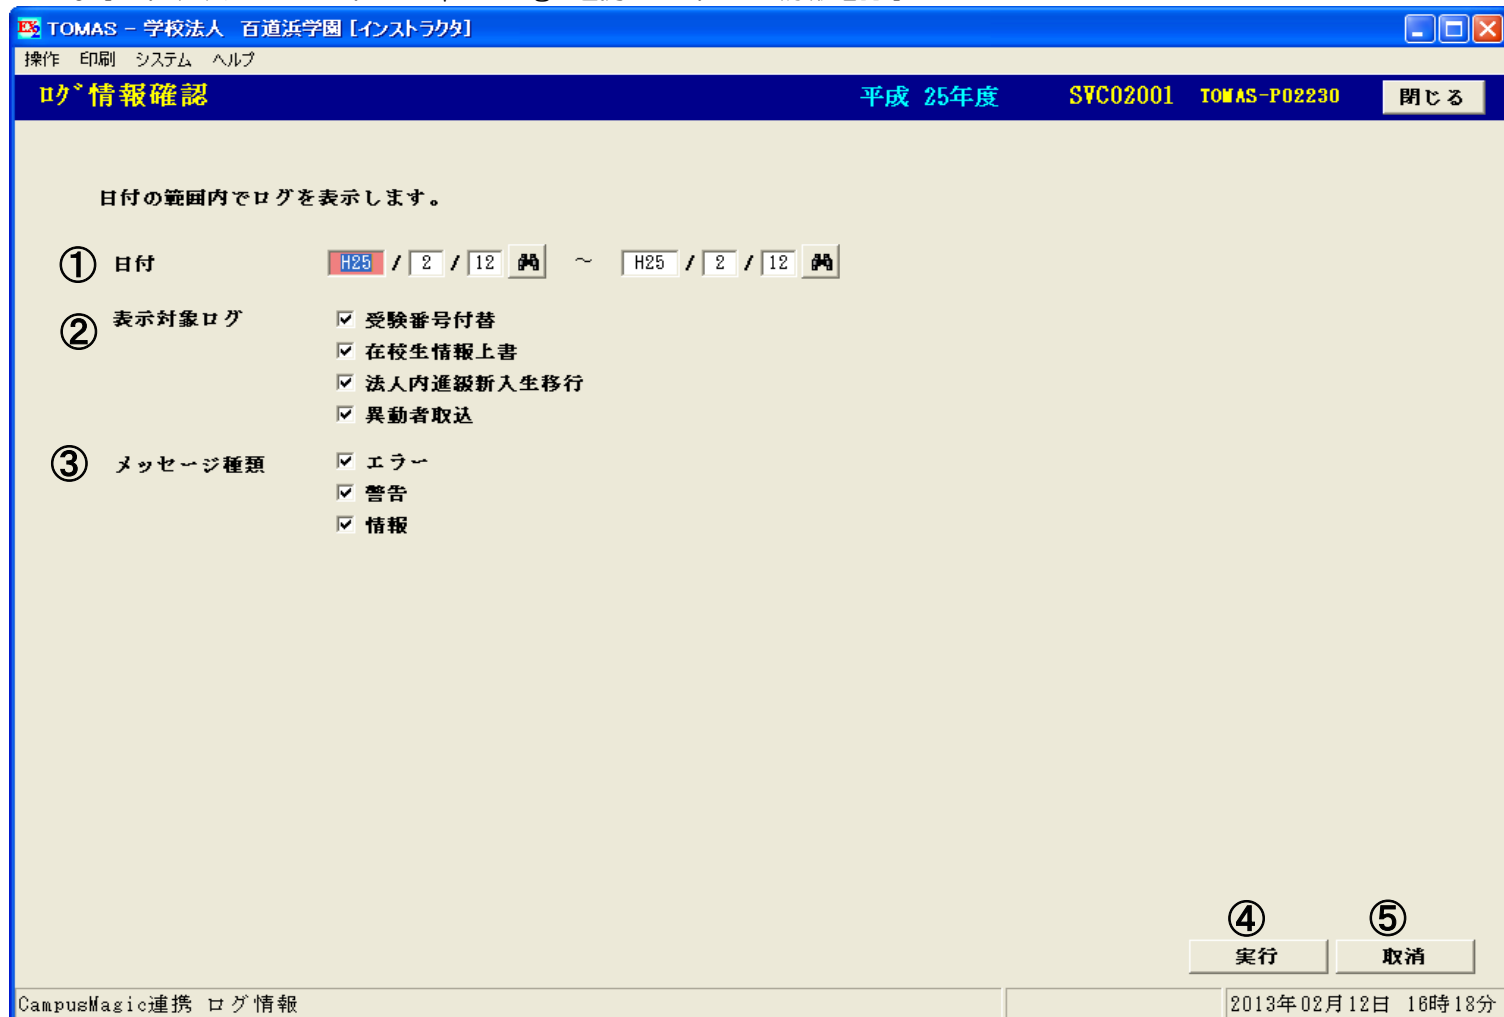 TOMAS - 学校法人 百道浜学園 [インストラクタ]
操作 印刷 システム ヘルプ
ﾛｸﾞ情報確認 平成 25年度 SVC02001 TOMAS-P02230 閉じる
日付の範囲内でログを表示します。
① 日付 H25 / 2 / 12 ～ H25 / 2 / 12
② 表示対象ログ 受験番号付替
在校生情報上書
法人内進級新入生移行
異動者取込
③ メッセージ種類 エラー
警告
情報
④ ⑤
実行 取消
CampusMagic連携 ログ情報 2013年02月12日 16時18分